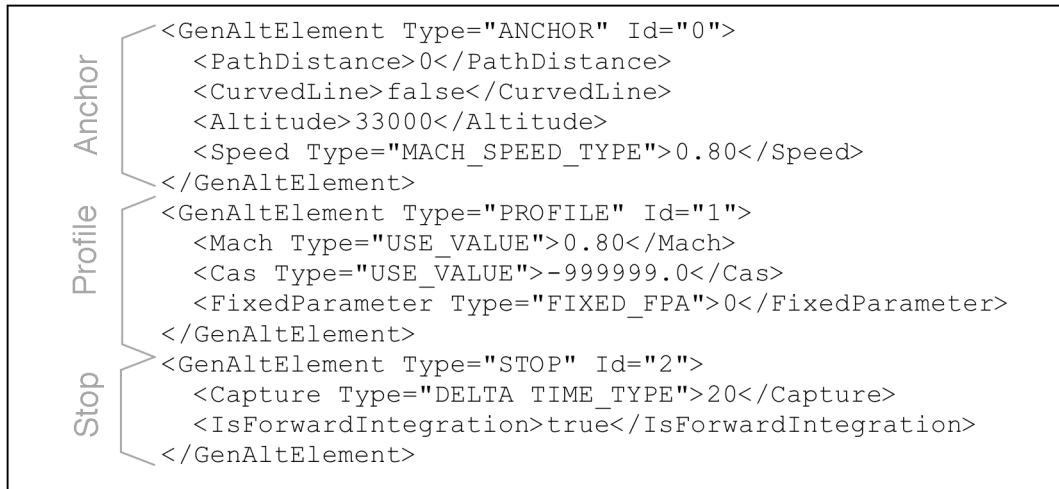 Anchor
<GenAltElement Type="ANCHOR" Id="0">
<PathDistance>0</PathDistance>
<CurvedLine>false</CurvedLine>
<Altitude>33000</Altitude>
<Speed Type="MACH_SPEED_TYPE">0.80</Speed>
</GenAltElement>
Profile
<GenAltElement Type="PROFILE" Id="1">
<Mach Type="USE_VALUE">0.80</Mach>
<Cas Type="USE_VALUE">-999999.0</Cas>
<FixedParameter Type="FIXED_FPA">0</FixedParameter>
</GenAltElement>
Stop
<GenAltElement Type="STOP" Id="2">
<Capture Type="DELTA TIME_TYPE">20</Capture>
<IsForwardIntegration>true</IsForwardIntegration>
</GenAltElement>